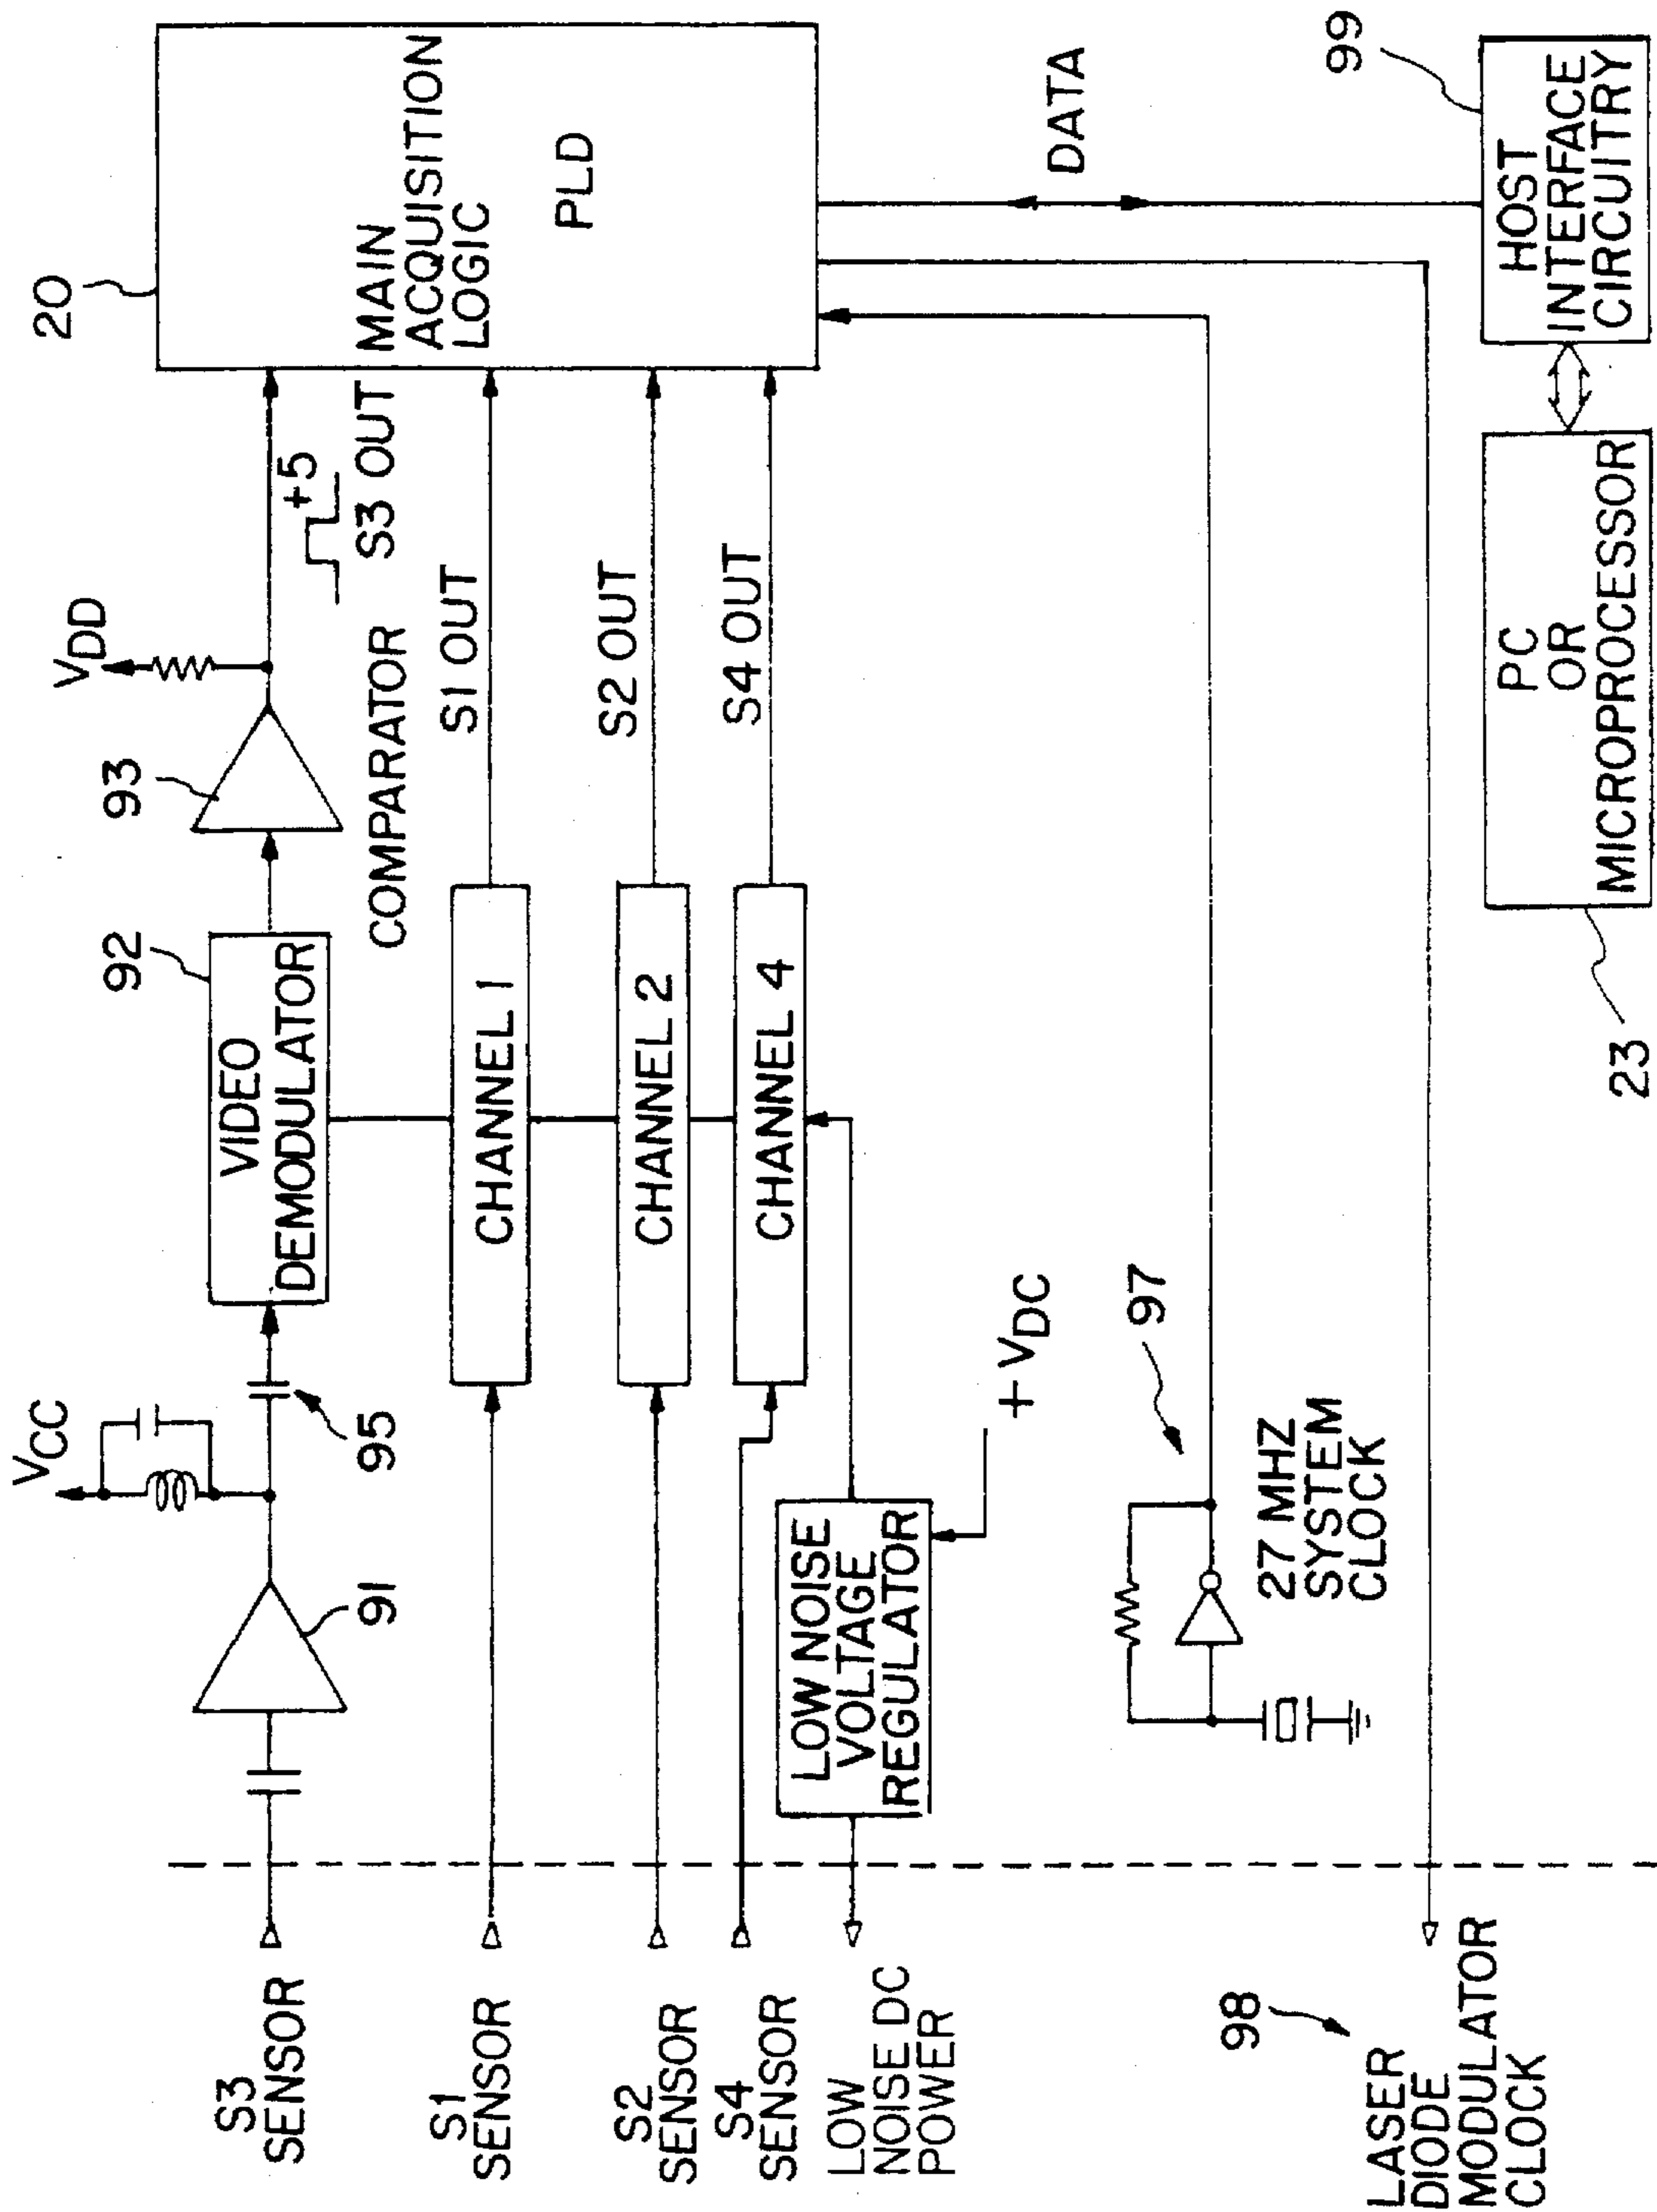 20
MAIN
ACQUISITION
LOGIC
PLD
VCC
VDD
91
95
92
VIDEO
DEMODULATOR
93
COMPARATOR
+5
S3 OUT
S3
SENSOR
S1
SENSOR
CHANNEL 1
S1 OUT
S2
SENSOR
CHANNEL 2
S2 OUT
S4
SENSOR
CHANNEL 4
S4 OUT
LOW
NOISE DC
POWER
LOW NOISE
VOLTAGE
REGULATOR
+ VDC
97
27 MHZ
SYSTEM
CLOCK
DATA
98
LASER
DIODE
MODULATOR
CLOCK
23
PC
OR
MICROPROCESSOR
99
HOST
INTERFACE
CIRCUITRY